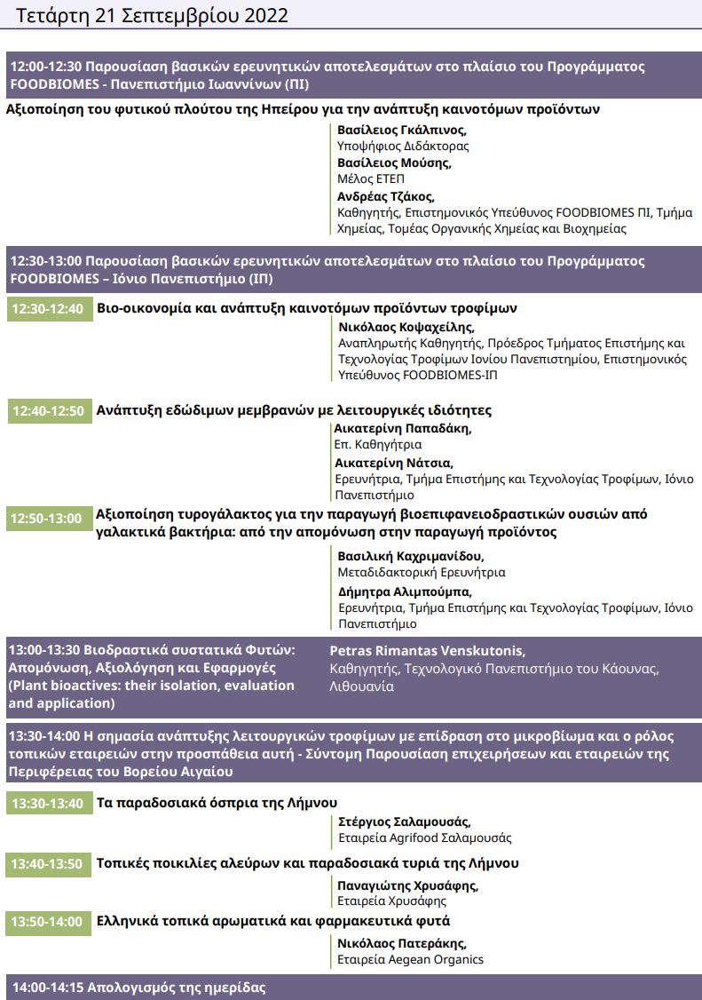 Τετάρτη 21 Σεπτεμβρίου 2022
12:00-12:30 Παρουσίαση βασικών ερευνητικών αποτελεσμάτων στο πλαίσιο του Προγράμματος
FOODBIOMES - Πανεπιστήμιο Ιωαννίνων (ΠΙ)
Αξιοποίηση του φυτικού πλούτου της Ηπείρου για την ανάπτυξη καινοτόμων προϊόντων
Βασίλειος Γκάλπινος,
Υποψήφιος Διδάκτορας
Βασίλειος Μούσης,
Μέλος ΕΤΕΠ
Ανδρέας Τζάκος,
Καθηγητής, Επιστημονικός Υπεύθυνος FOODBIOMES ΠΙ, Τμήμα
Χημείας, Τομέας Οργανικής Χημείας και Βιοχημείας
12:30-13:00 Παρουσίαση βασικών ερευνητικών αποτελεσμάτων στο πλαίσιο του Προγράμματος
FOODBIOMES – Ιόνιο Πανεπιστήμιο (ΙΠ)
12:30-12:40 Βιο-οικονομία και ανάπτυξη καινοτόμων προϊόντων τροφίμων
Νικόλαος Κοψαχείλης,
Αναπληρωτής Καθηγητής, Πρόεδρος Τμήματος Επιστήμης και
Τεχνολογίας Τροφίμων Ιονίου Πανεπιστημίου, Επιστημονικός
Υπεύθυνος FOODBIOMES-ΙΠ
12:40-12:50 Ανάπτυξη εδώδιμων μεμβρανών με λειτουργικές ιδιότητες
Αικατερίνη Παπαδάκη,
Επ. Καθηγήτρια
Αικατερίνη Νάτσια,
Ερευνήτρια, Τμήμα Επιστήμης και Τεχνολογίας Τροφίμων, Ιόνιο
Πανεπιστήμιο
12:50-13:00 Αξιοποίηση τυρογάλακτος για την παραγωγή βιοεπιφανειοδραστικών ουσιών από
γαλακτικά βακτήρια: από την απομόνωση στην παραγωγή προϊόντος
Βασιλική Καχριμανίδου,
Μεταδιδακτορική Ερευνήτρια
Δήμητρα Αλιμπούμπα,
Ερευνήτρια, Τμήμα Επιστήμης και Τεχνολογίας Τροφίμων, Ιόνιο
Πανεπιστήμιο
13:00-13:30 Βιοδραστικά συστατικά Φυτών:
Απομόνωση, Αξιολόγηση και Εφαρμογές
(Plant bioactives: their isolation, evaluation
and application)
Petras Rimantas Venskutonis,
Καθηγητής, Τεχνολογικό Πανεπιστήμιο του Κάουνας,
Λιθουανία
13:30-14:00 Η σημασία ανάπτυξης λειτουργικών τροφίμων με επίδραση στο μικροβίωμα και ο ρόλος
τοπικών εταιρειών στην προσπάθεια αυτή - Σύντομη Παρουσίαση επιχειρήσεων και εταιρειών της
Περιφέρειας του Βορείου Αιγαίου
13:30-13:40 Τα παραδοσιακά όσπρια της Λήμνου
Στέργιος Σαλαμουσάς,
Εταιρεία Agrifood Σαλαμουσάς
13:40-13:50 Τοπικές ποικιλίες αλεύρων και παραδοσιακά τυριά της Λήμνου
Παναγιώτης Χρυσάφης,
Εταιρεία Χρυσάφης
13:50-14:00 Ελληνικά τοπικά αρωματικά και φαρμακευτικά φυτά
Νικόλαος Πατεράκης,
Εταιρεία Aegean Organics
14:00-14:15 Απολογισμός της ημερίδας